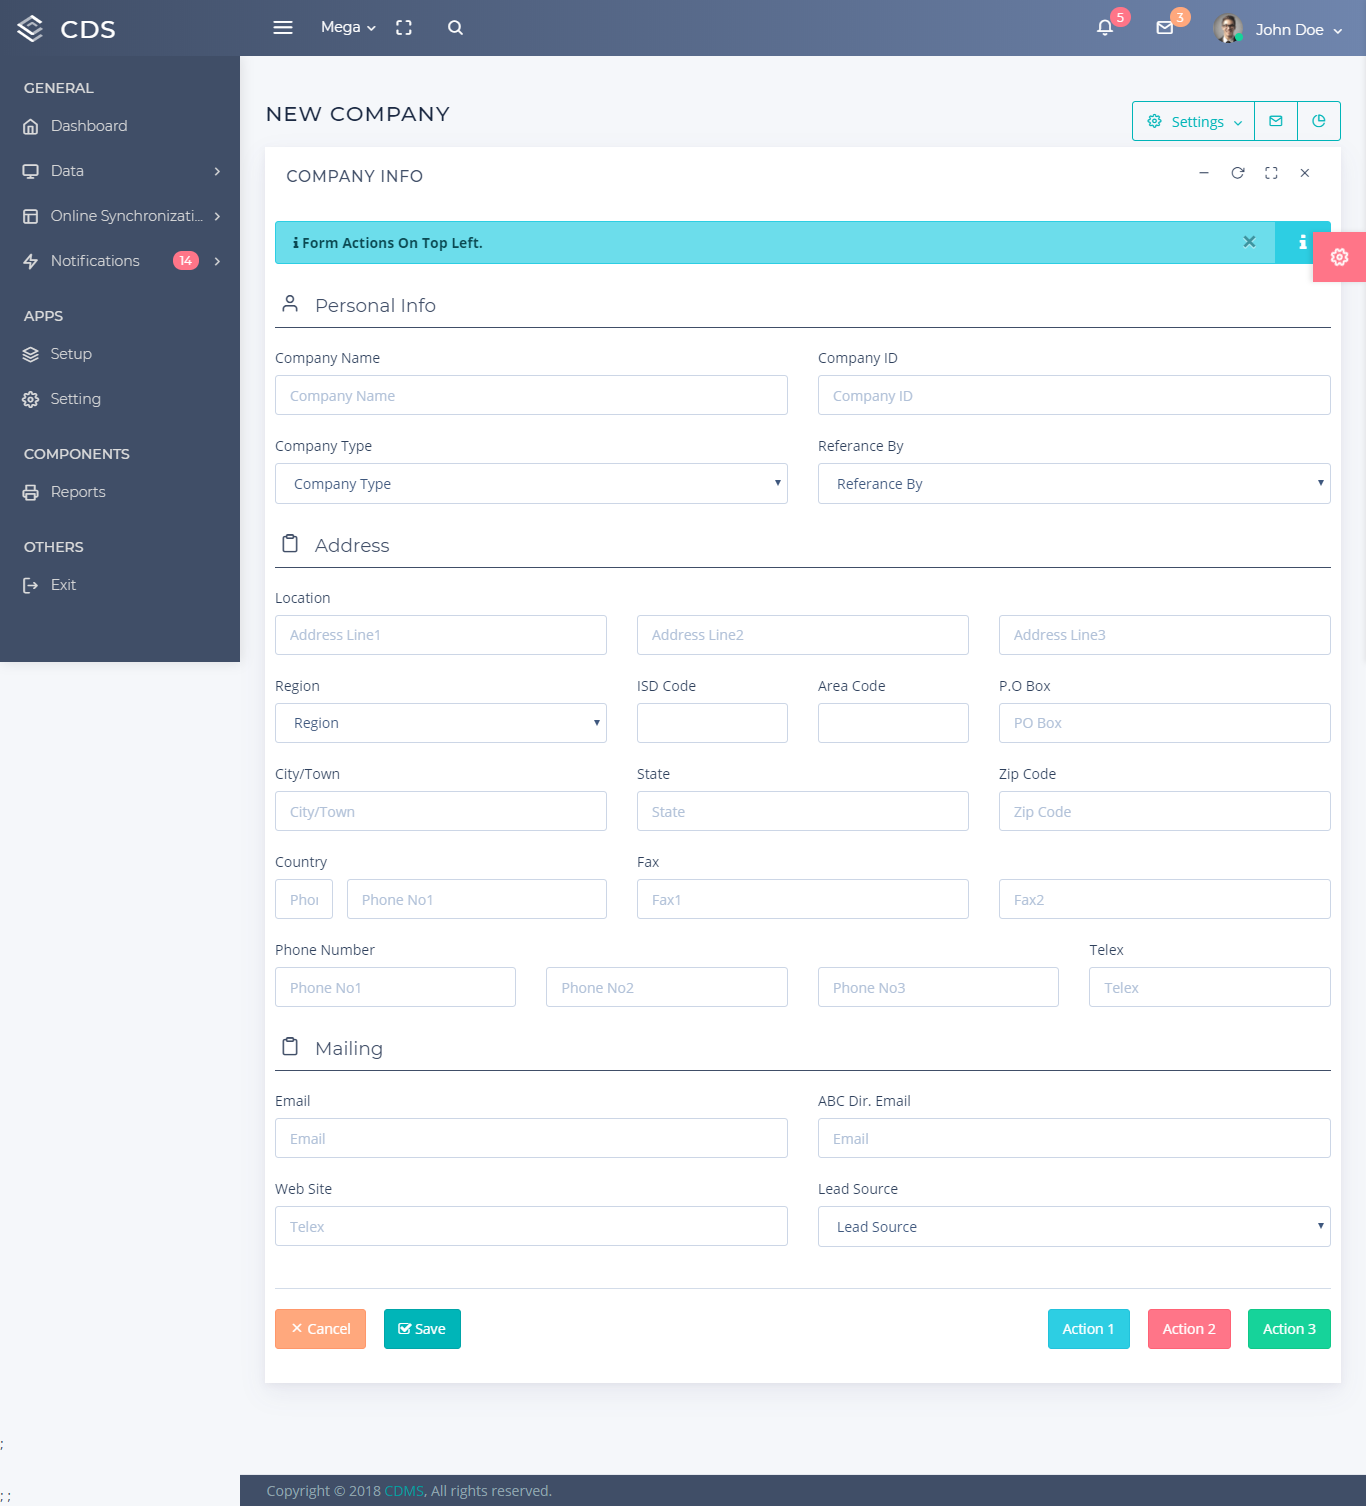 CDS
Mega
5
3
John Doe
GENERAL
Dashboard
Data
Online Synchronizati...
Notifications 14
APPS
Setup
Setting
COMPONENTS
Reports
OTHERS
Exit
NEW COMPANY
Settings
COMPANY INFO
Form Actions On Top Left.
Personal Info
Company Name Company ID
Company Name Company ID
Company Type Referance By
Company Type Referance By
Address
Location
Address Line1 Address Line2 Address Line3
Region ISD Code Area Code P.O Box
Region PO Box
City/Town State Zip Code
City/Town State Zip Code
Country Fax
Phone No1 Fax1 Fax2
Phone Number Telex
Phone No1 Phone No2 Phone No3 Telex
Mailing
Email ABC Dir. Email
Email Email
Web Site Lead Source
Telex Lead Source
Cancel Save Action 1 Action 2 Action 3
;
; ;
Copyright © 2018 CDMS, All rights reserved.